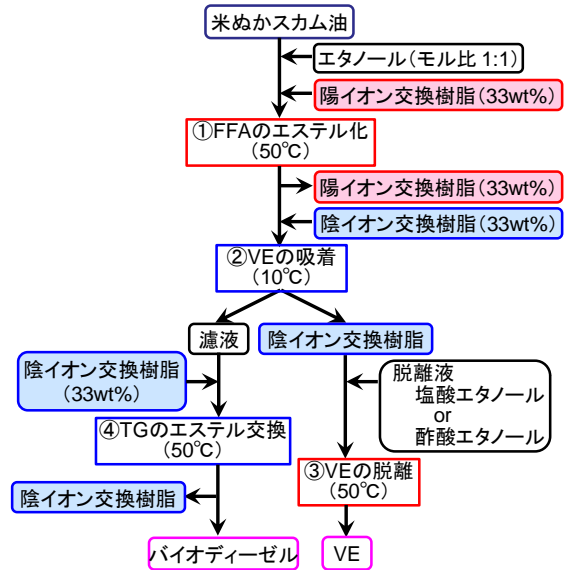 米ぬかスカム油
エタノール(モル比 1:1)
陽イオン交換樹脂(33wt%)
①FFAのエステル化
(50℃)
陽イオン交換樹脂(33wt%)
陰イオン交換樹脂(33wt%)
②VEの吸着
(10℃)
濾液
陰イオン交換樹脂
陰イオン交換樹脂
(33wt%)
脱離液
塩酸エタノール
or
酢酸エタノール
④TGのエステル交換
(50℃)
③VEの脱離
(50℃)
陰イオン交換樹脂
バイオディーゼル
VE